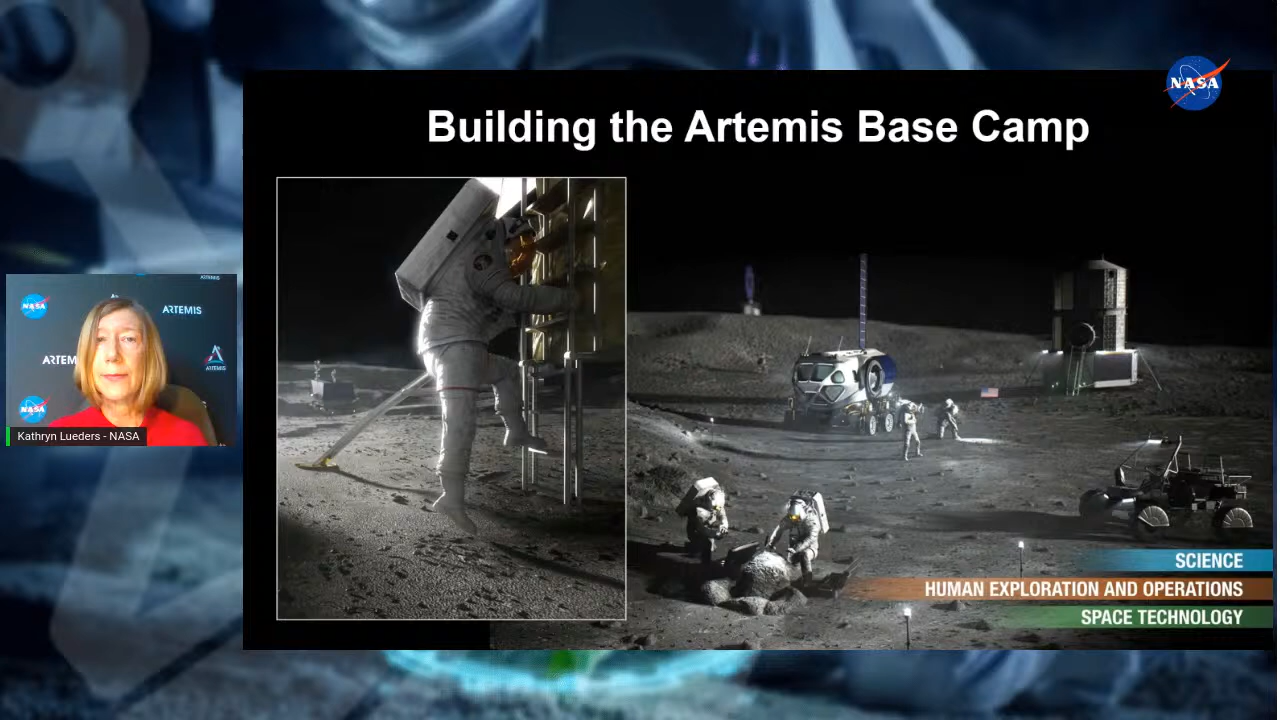 NASA
Building the Artemis Base Camp
ARTEMIS
NASA
ARTEMIS
ARTEM
ARTEMIS
NASA
Kathryn Lueders - NASA
SCIENCE
HUMAN EXPLORATION AND OPERATIONS
SPACE TECHNOLOGY